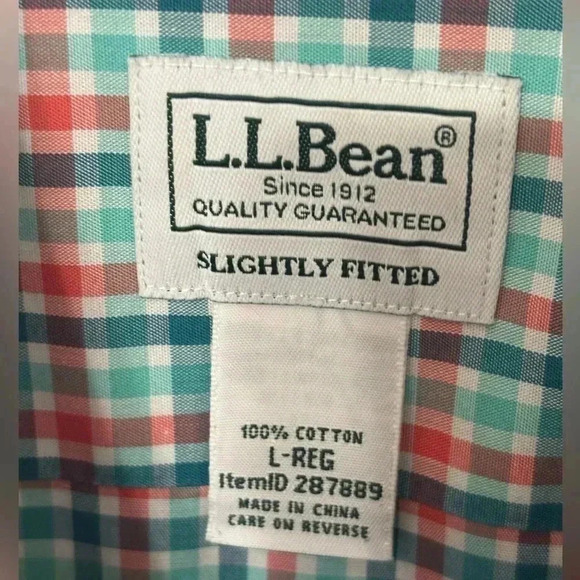 L.L.Bean®
Since 1912
QUALITY GUARANTEED
SLIGHTLY FITTED
100% COTTON
L-REG
ItemID 287889
MADE IN CHINA
CARE ON REVERSE